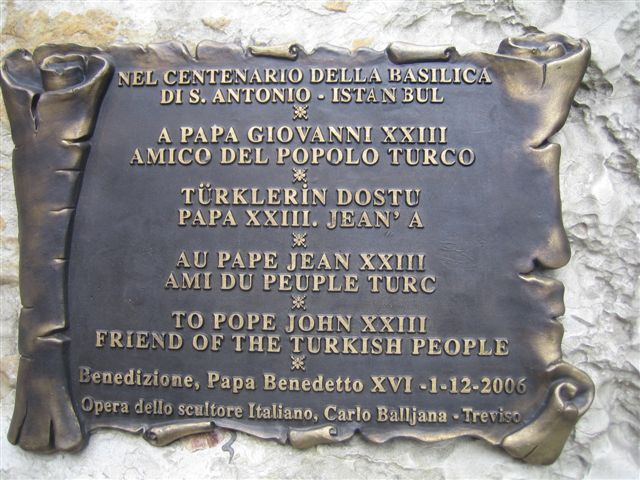 NEL CENTENARIO DELLA BASILICA
DI S. ANTONIO - ISTANBUL
A PAPA GIOVANNI XXIII
AMICO DEL POPOLO TURCO
TÜRKLERİN DOSTU
PAPA XXIII. JEAN' A
AU PAPE JEAN XXIII
AMI DU PEUPLE TURC
TO POPE JOHN XXIII
FRIEND OF THE TURKISH PEOPLE
Benedizione, Papa Benedetto XVI -1-12-2006
Opera dello scultore Italiano, Carlo Balljana - Treviso